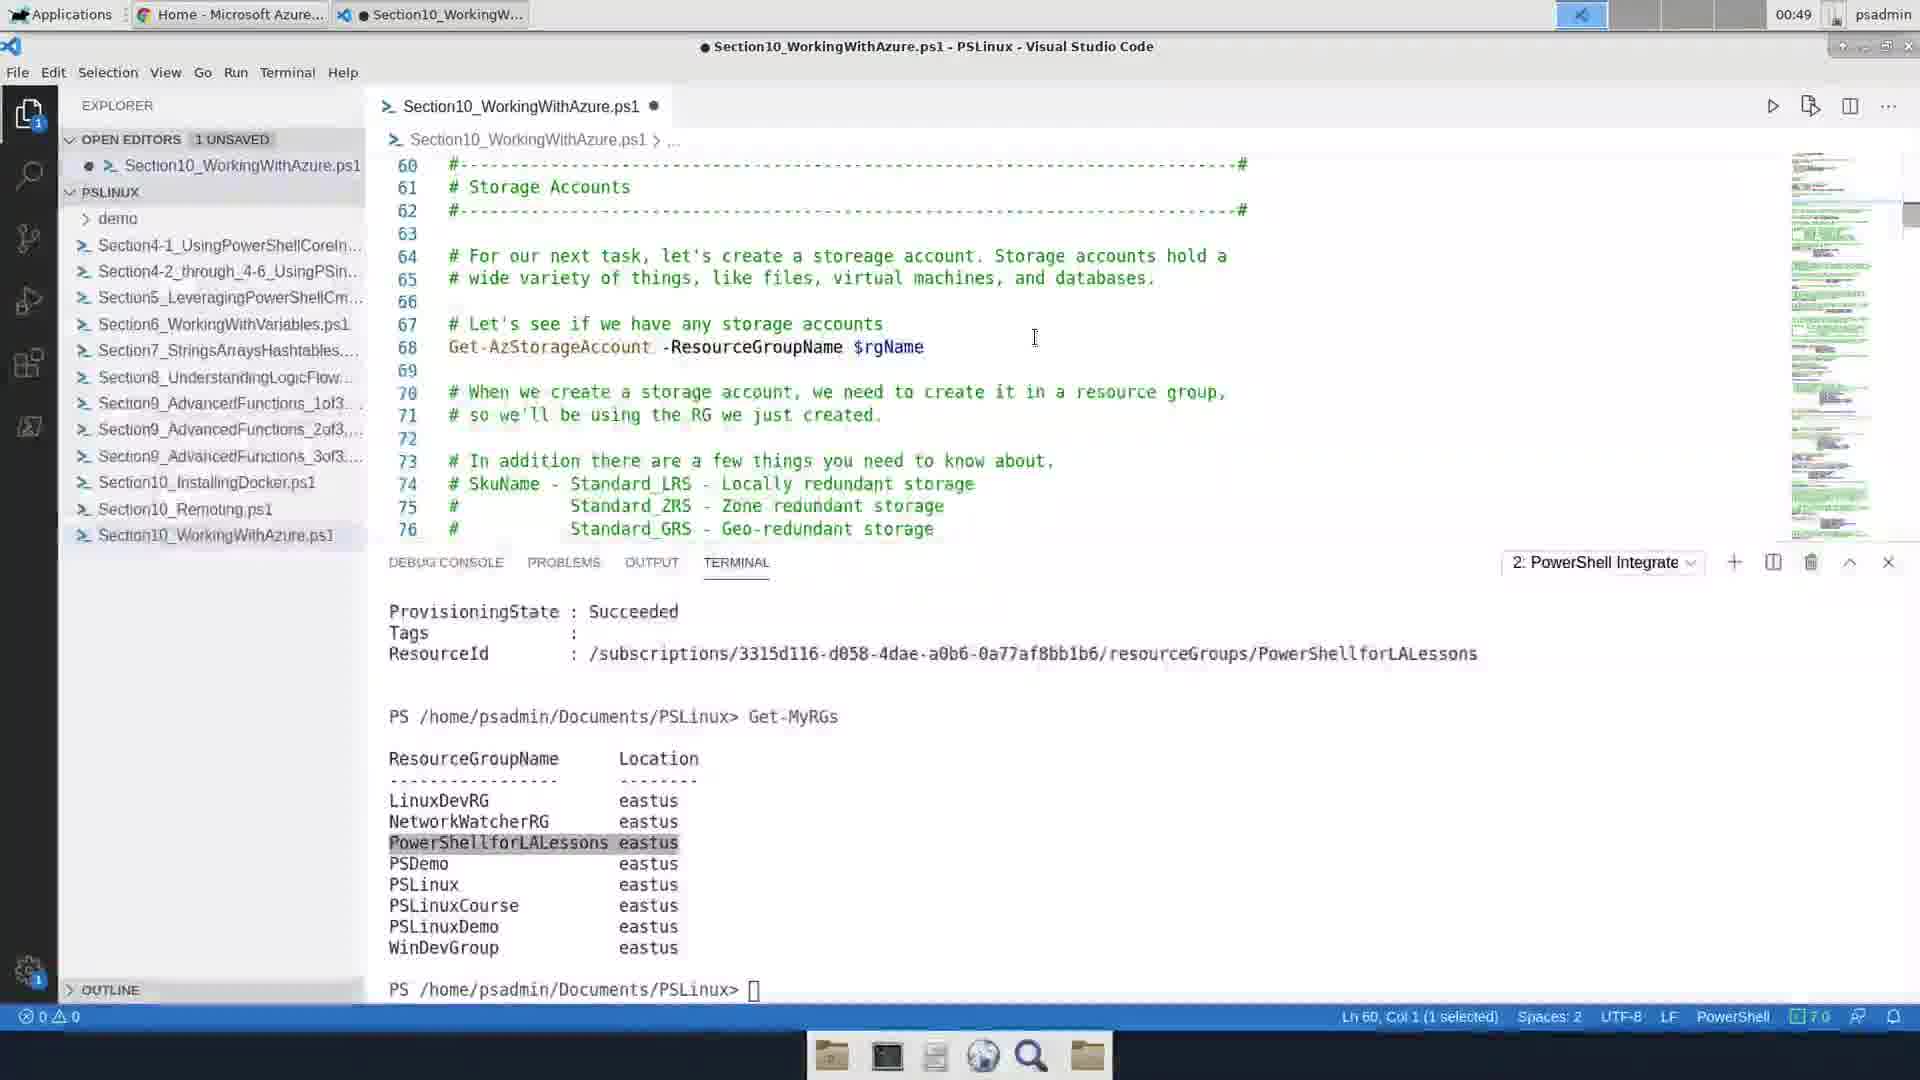 Applications
Home - Microsoft Azure...
● Section10_WorkingW...
00:49
psadmin
● Section10_WorkingWithAzure.ps1 - PSLinux - Visual Studio Code
File Edit Selection View Go Run Terminal Help
EXPLORER
OPEN EDITORS 1 UNSAVED
● Section10_WorkingWithAzure.ps1
PSLINUX
demo
Section4-1_UsingPowerShellCoreIn...
Section4-2_through_4-6_UsingPSin...
Section5_LeveragingPowerShellCm...
Section6_WorkingWithVariables.ps1
Section7_StringsArraysHashtables....
Section8_UnderstandingLogicFlow...
Section9_AdvancedFunctions_1of3....
Section9_AdvancedFunctions_2of3....
Section9_AdvancedFunctions_3of3....
Section10_InstallingDocker.ps1
Section10_Remoting.ps1
Section10_WorkingWithAzure.ps1
OUTLINE
1
1
Section10_WorkingWithAzure.ps1 ●
Section10_WorkingWithAzure.ps1 > ...
60 #-----------------------------------------------------------------------------#
61 # Storage Accounts
62 #-----------------------------------------------------------------------------#
63
64 # For our next task, let's create a storeage account. Storage accounts hold a
65 # wide variety of things, like files, virtual machines, and databases.
66
67 # Let's see if we have any storage accounts
68 Get-AzStorageAccount -ResourceGroupName $rgName
69
70 # When we create a storage account, we need to create it in a resource group,
71 # so we'll be using the RG we just created.
72
73 # In addition there are a few things you need to know about.
74 # SkuName - Standard_LRS - Locally redundant storage
75 #           Standard_ZRS - Zone redundant storage
76 #           Standard_GRS - Geo-redundant storage
DEBUG CONSOLE PROBLEMS OUTPUT TERMINAL
2: PowerShell Integrate
ProvisioningState : Succeeded
Tags              :
ResourceId        : /subscriptions/3315d116-d058-4dae-a0b6-0a77af8bb1b6/resourceGroups/PowerShellforLALessons
PS /home/psadmin/Documents/PSLinux> Get-MyRGs
ResourceGroupName      Location
-----------------      --------
LinuxDevRG             eastus
NetworkWatcherRG       eastus
PowerShellforLALessons eastus
PSDemo                 eastus
PSLinux                eastus
PSLinuxCourse          eastus
PSLinuxDemo            eastus
WinDevGroup            eastus
PS /home/psadmin/Documents/PSLinux>
0 0
Ln 60, Col 1 (1 selected) Spaces: 2 UTF-8 LF PowerShell 7.0